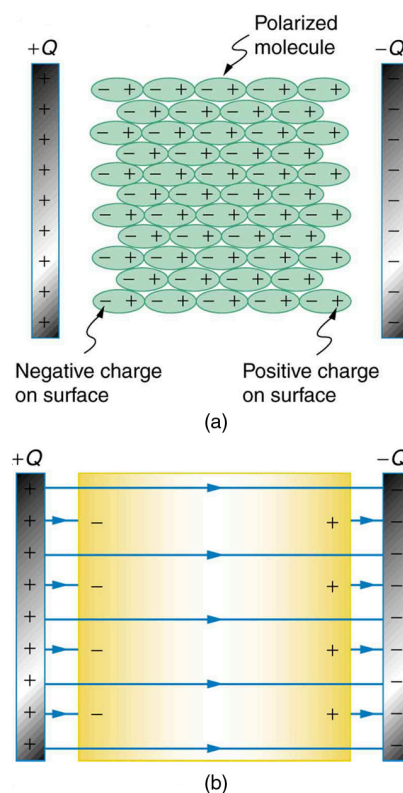 Polarized
molecule
+Q
−Q
Negative charge
on surface
Positive charge
on surface
(a)
+Q
−Q
(b)